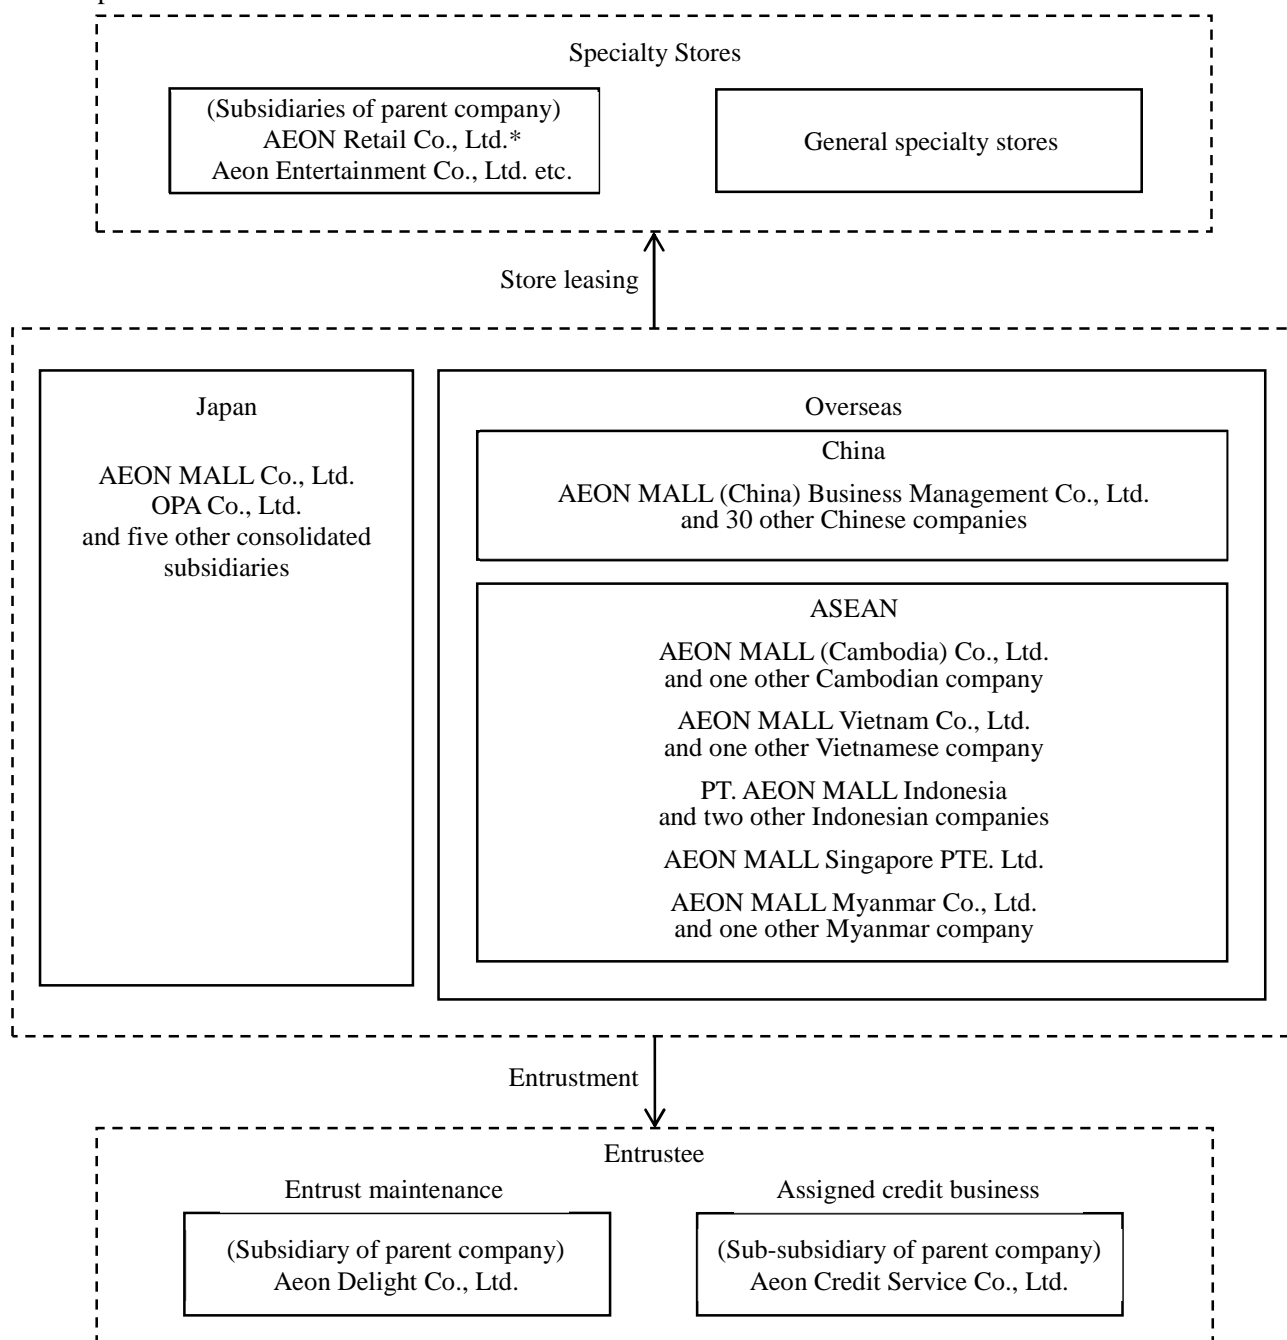 Specialty Stores
(Subsidiaries of parent company)
AEON Retail Co., Ltd.*
Aeon Entertainment Co., Ltd. etc.
General specialty stores
Store leasing
Japan
AEON MALL Co., Ltd.
OPA Co., Ltd.
and five other consolidated
subsidiaries
Overseas
China
AEON MALL (China) Business Management Co., Ltd.
and 30 other Chinese companies
ASEAN
AEON MALL (Cambodia) Co., Ltd.
and one other Cambodian company
AEON MALL Vietnam Co., Ltd.
and one other Vietnamese company
PT. AEON MALL Indonesia
and two other Indonesian companies
AEON MALL Singapore PTE. Ltd.
AEON MALL Myanmar Co., Ltd.
and one other Myanmar company
Entrustment
Entrustee
Entrust maintenance
(Subsidiary of parent company)
Aeon Delight Co., Ltd.
Assigned credit business
(Sub-subsidiary of parent company)
Aeon Credit Service Co., Ltd.